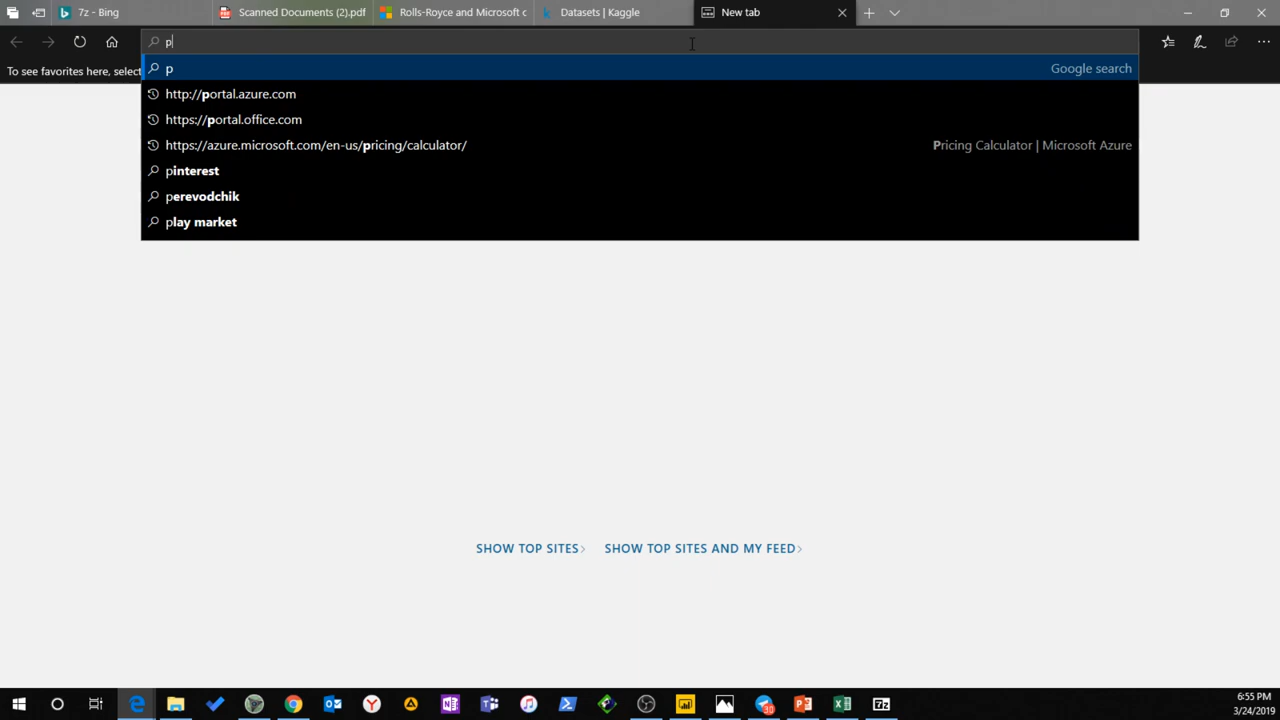 7z - Bing
Scanned Documents (2).pdf
Rolls-Royce and Microsoft c
Datasets | Kaggle
New tab
p
To see favorites here, select
p
Google search
http://portal.azure.com
https://portal.office.com
https://azure.microsoft.com/en-us/pricing/calculator/
Pricing Calculator | Microsoft Azure
pinterest
perevodchik
play market
SHOW TOP SITES
SHOW TOP SITES AND MY FEED
30
7z
6:55 PM
3/24/2019